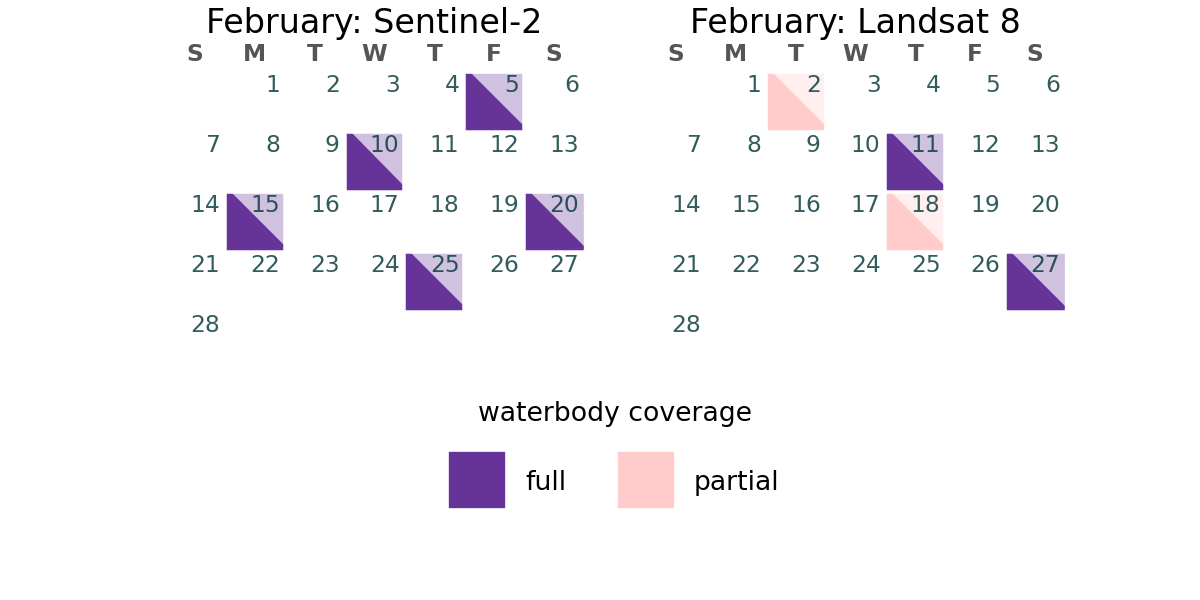 February: Sentinel-2
S M T W T F S
1 2 3 4 5 6
7 8 9 10 11 12 13
14 15 16 17 18 19 20
21 22 23 24 25 26 27
28
February: Landsat 8
S M T W T F S
1 2 3 4 5 6
7 8 9 10 11 12 13
14 15 16 17 18 19 20
21 22 23 24 25 26 27
28
waterbody coverage
full partial